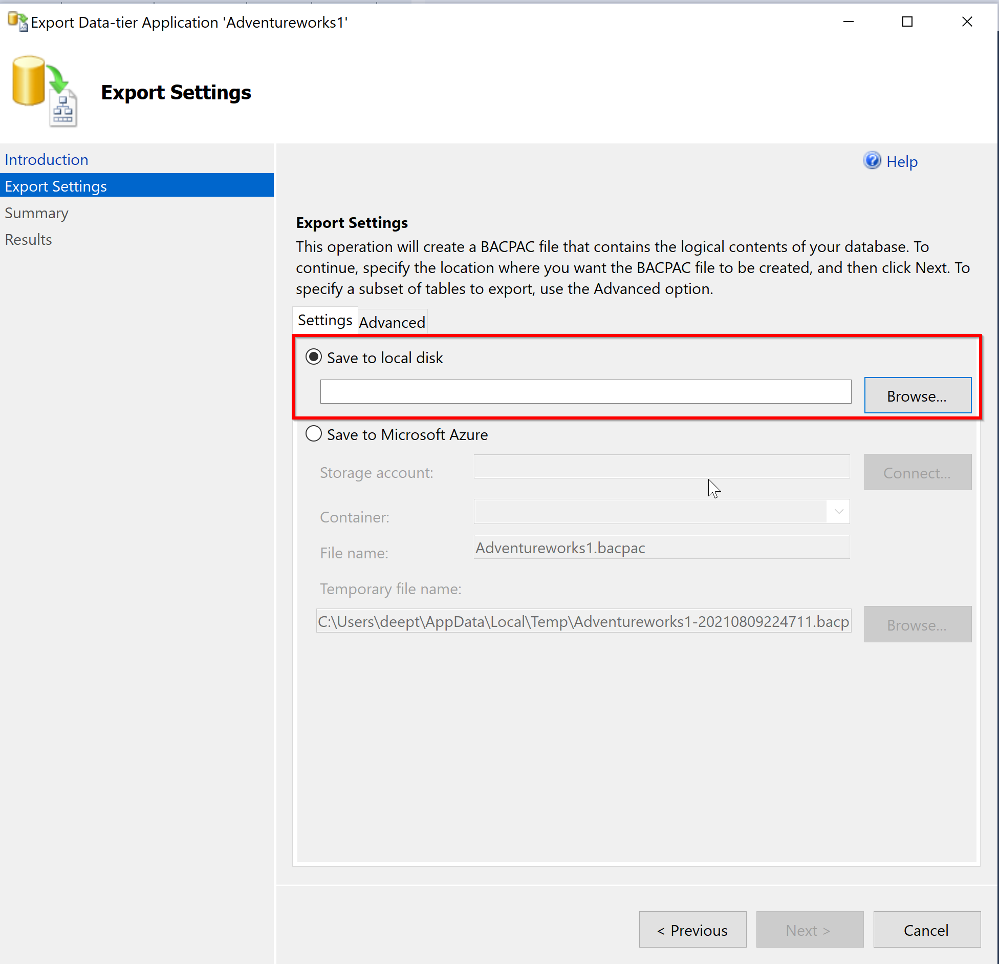 Export Data-tier Application 'Adventureworks1'
Export Settings
Introduction
Export Settings
Summary
Results
Help
Export Settings
This operation will create a BACPAC file that contains the logical contents of your database. To
continue, specify the location where you want the BACPAC file to be created, and then click Next. To
specify a subset of tables to export, use the Advanced option.
Settings Advanced
Save to local disk
Browse...
Save to Microsoft Azure
Storage account: Connect...
Container:
File name: Adventureworks1.bacpac
Temporary file name:
C:\Users\deept\AppData\Local\Temp\Adventureworks1-20210809224711.bacp Browse...
< Previous Next > Cancel